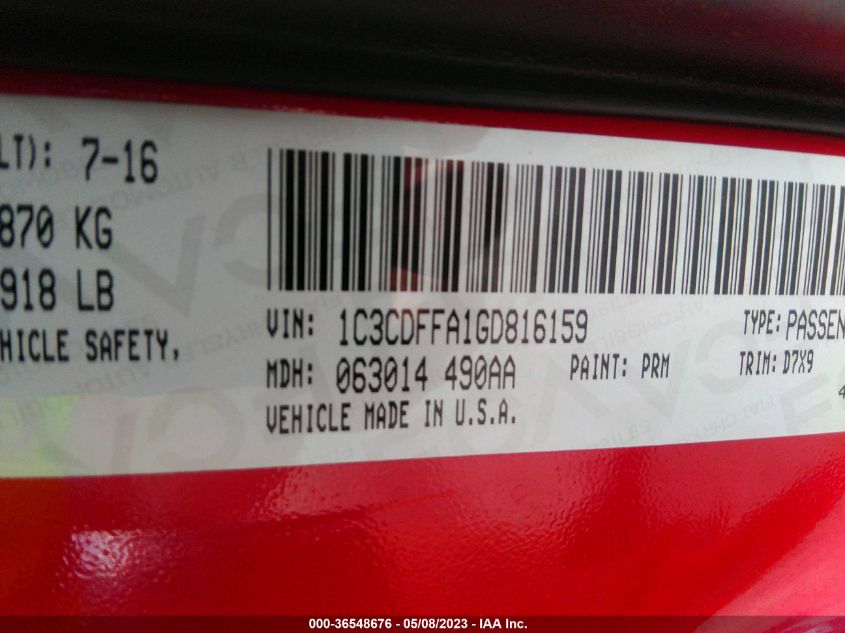 LT): 7-16
870 KG
918 LB
HICLE SAFETY,
VIN: 1C3CDFFA1GD816159
TYPE: PASSEN
MDH: 063014 490AA
PAINT: PRM
TRIM: D7X9
VEHICLE MADE IN U.S.A.
4
000-36548676 - 05/08/2023 - IAA Inc.